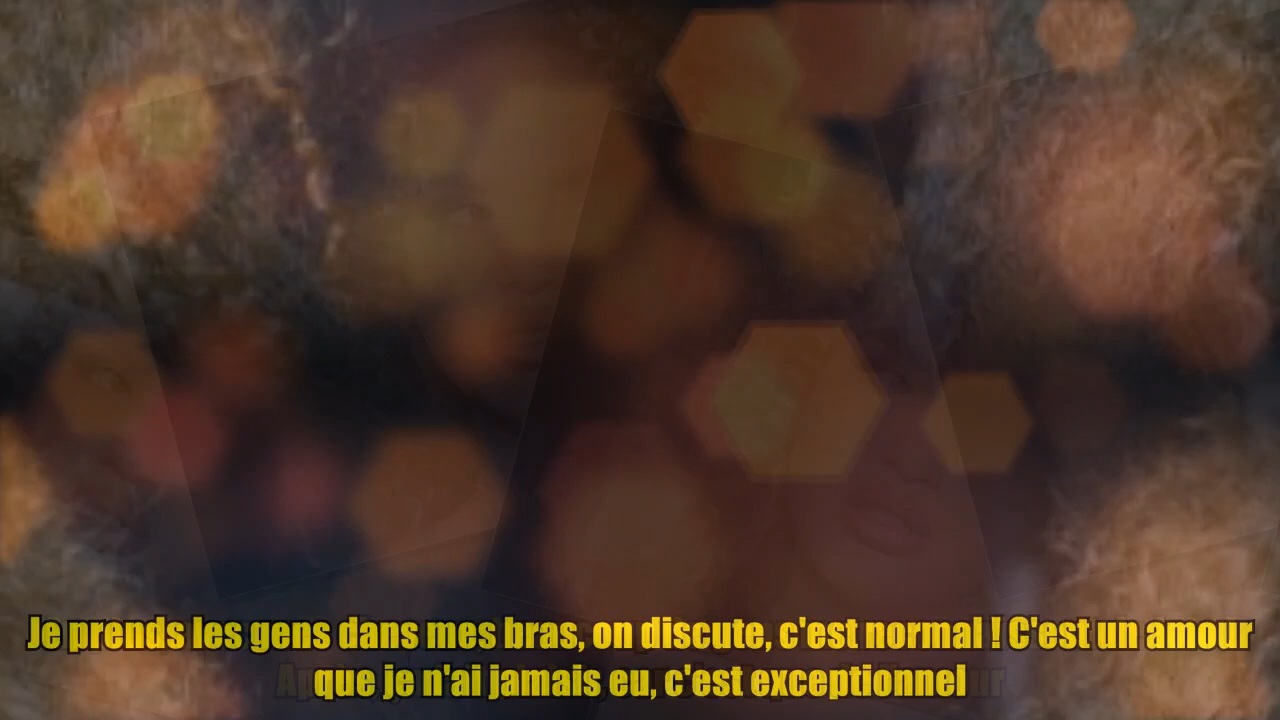 Je prends les gens dans mes bras, on discute, c'est normal ! C'est un amour
que je n'ai jamais eu, c'est exceptionnel